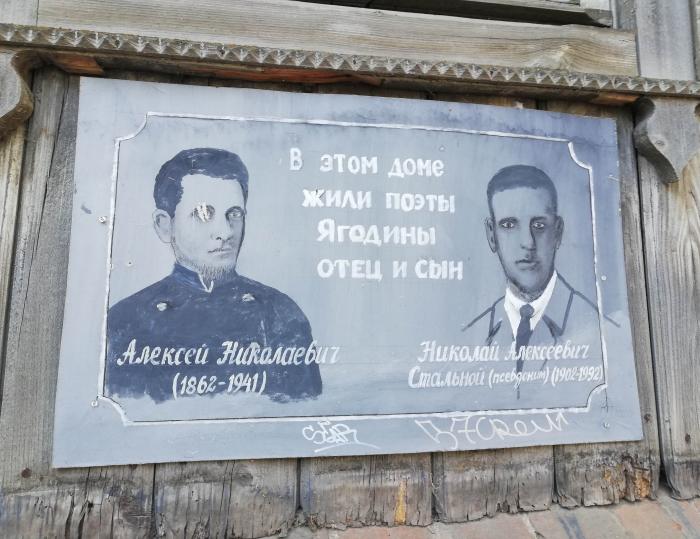 В этом доме
жили поэты
Ягодины
отец и сын
Алексей Николаевич
(1862-1941)
Николай Алексеевич
Стальной (псевдоним) (1902-1992)